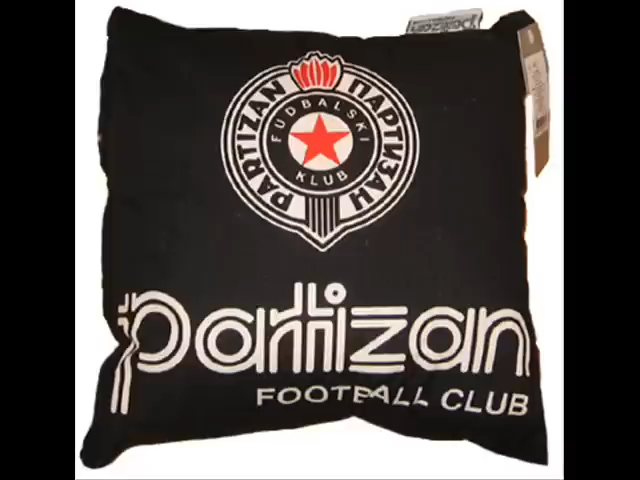 PARTIZAN ПАРТИЗАН
FUDBALSKI
KLUB
Partizan
FOOTBALL CLUB